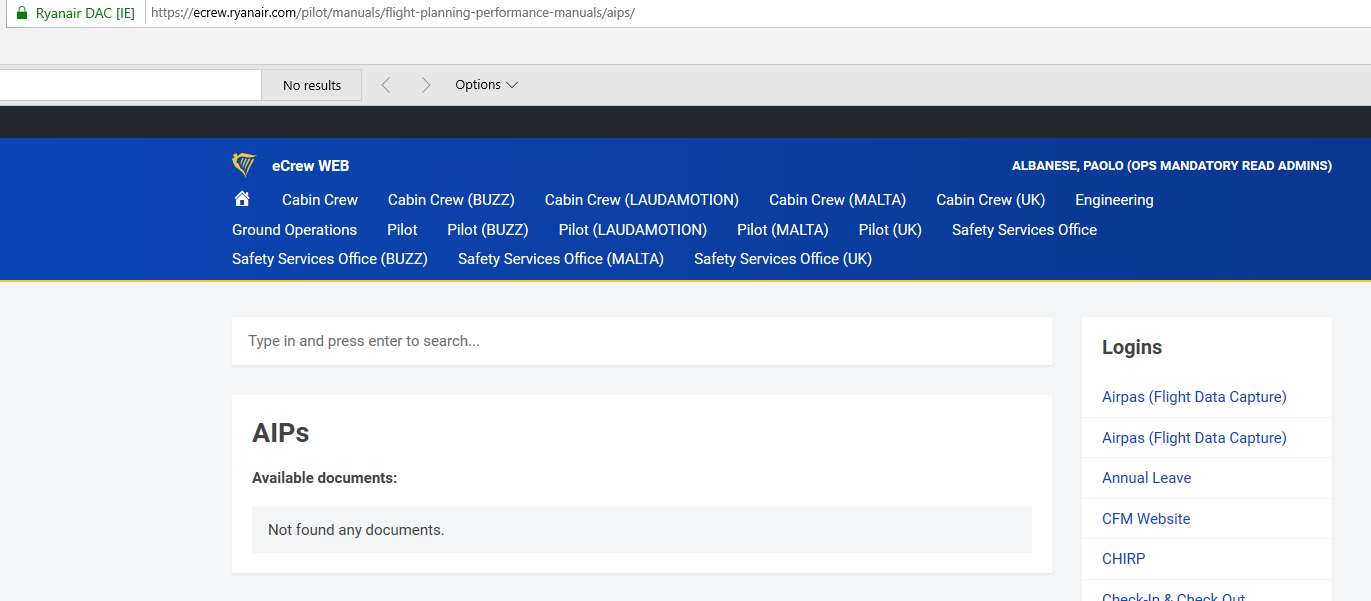 Ryanair DAC [IE] https://ecrew.ryanair.com/pilot/manuals/flight-planning-performance-manuals/aips/
No results Options
eCrew WEB ALBANESE, PAOLO (OPS MANDATORY READ ADMINS)
Cabin Crew Cabin Crew (BUZZ) Cabin Crew (LAUDAMOTION) Cabin Crew (MALTA) Cabin Crew (UK) Engineering
Ground Operations Pilot Pilot (BUZZ) Pilot (LAUDAMOTION) Pilot (MALTA) Pilot (UK) Safety Services Office
Safety Services Office (BUZZ) Safety Services Office (MALTA) Safety Services Office (UK)
Type in and press enter to search...
AIPs
Available documents:
Not found any documents.
Logins
Airpas (Flight Data Capture)
Airpas (Flight Data Capture)
Annual Leave
CFM Website
CHIRP
Check-In & Check Out